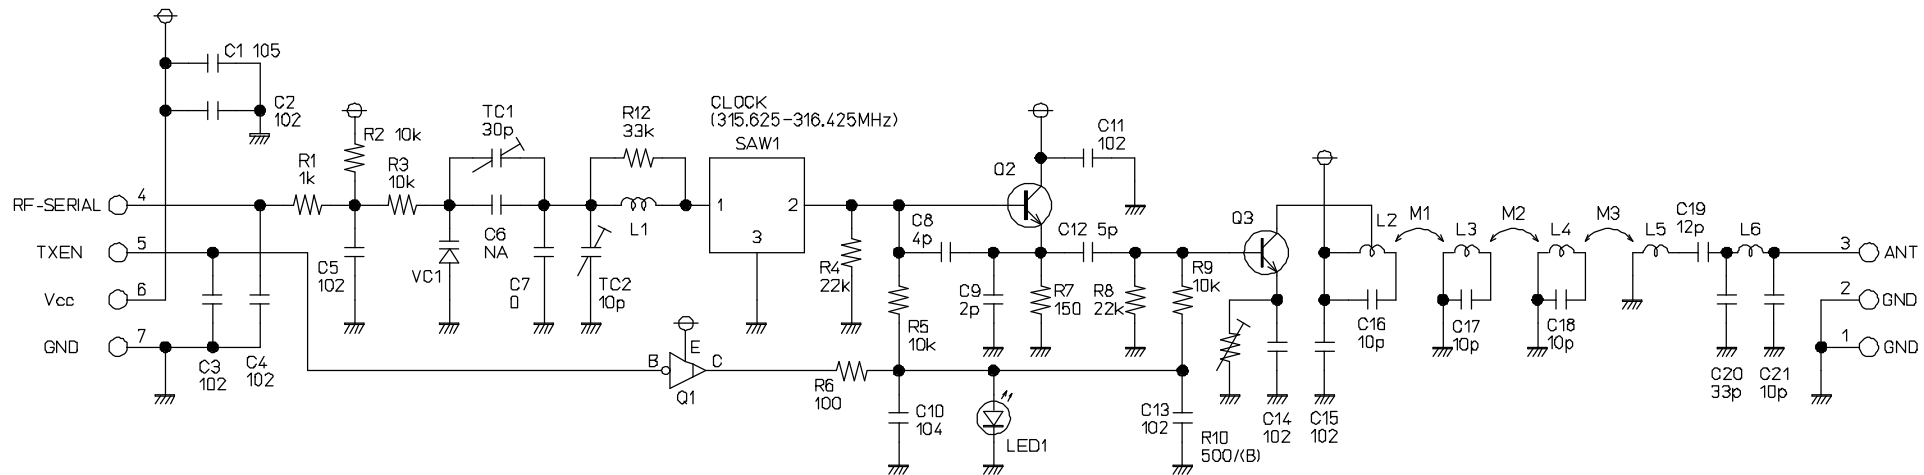 C1 105
C2
102
R2 10k
R1
1k
R3
10k
TC1
30p
R12
33k
CLOCK
(315.625-316.425MHz)
SAW1
1
2
3
L1
C6
NA
VC1
C7
0
TC2
10p
C5
102
RF-SERIAL 4
TXEN 5
Vcc 6
GND 7
C3
102
C4
102
B
E
C
Q1
R4
22k
R5
10k
R6
100
C10
104
LED1
C8
4p
C9
2p
R7
150
Q2
C11
102
C12 5p
R8
22k
R9
10k
C13
102
R10
500/(B)
Q3
C14
102
C15
102
L2
C16
10p
M1
L3
C17
10p
M2
L4
C18
10p
M3
L5
C19
12p
L6
C20
33p
C21
10p
3 ANT
2 GND
1 GND